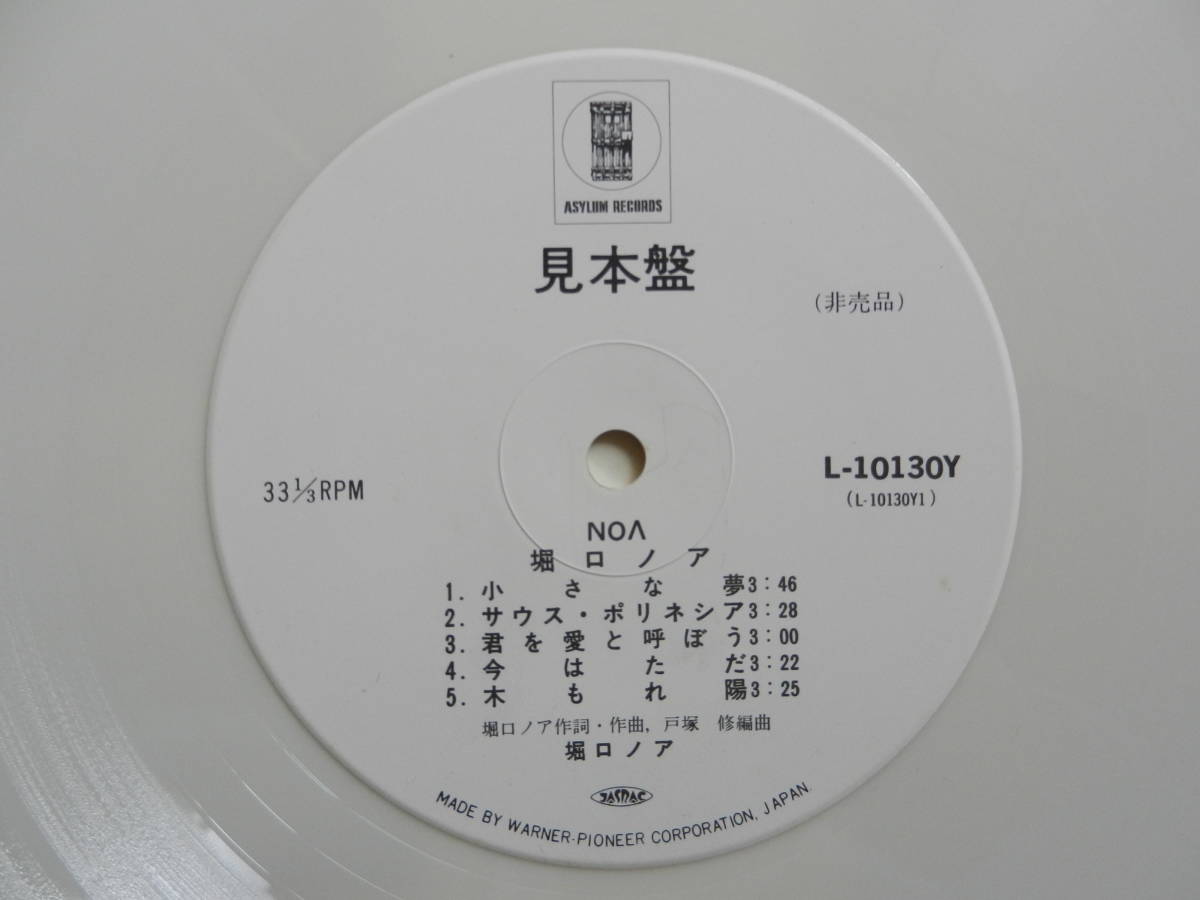 ASYLUM RECORDS
見本盤
(非売品)
33 1/3 RPM
L-10130Y
(L-10130Y1)
NOΛ
堀口ノア
1. 小さな夢 3:46
2. サウス・ポリネシア 3:28
3. 君を愛と呼ぼう 3:00
4. 今はただ 3:22
5. 木もれ陽 3:25
堀口ノア作詞・作曲, 戸塚 修編曲
堀口ノア
JASRAC
MADE BY WARNER-PIONEER CORPORATION, JAPAN.